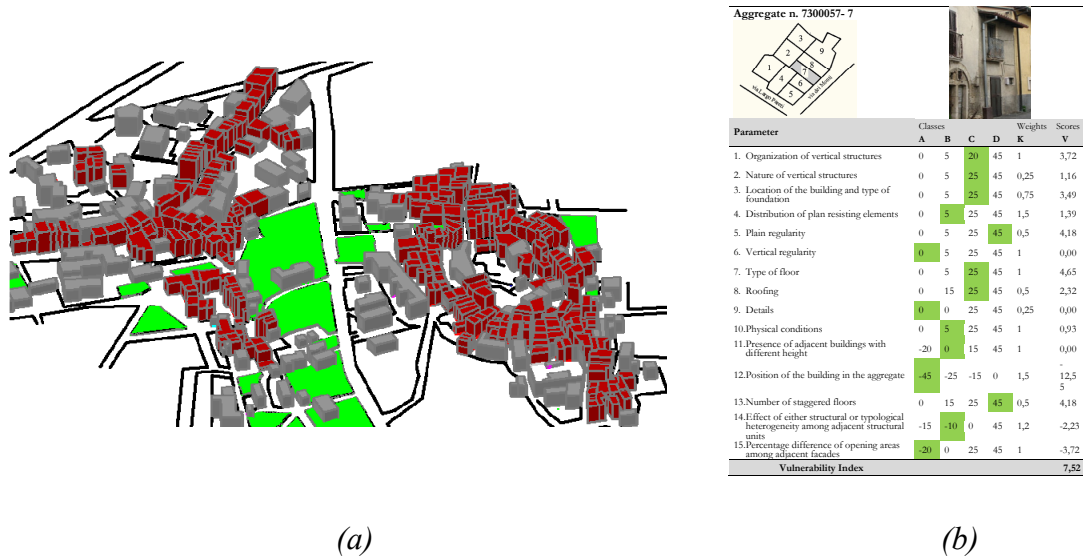 Aggregate n. 7300057- 7
3
9
2
8
7
1
4
6
5
via Largo Paroli
via dei Mulini
Parameter Classes Weights Scores
A B C D K V
1. Organization of vertical structures 0 5 20 45 1 3,72
2. Nature of vertical structures 0 5 25 45 0,25 1,16
3. Location of the building and type of
foundation 0 5 25 45 0,75 3,49
4. Distribution of plan resisting elements 0 5 25 45 1,5 1,39
5. Plain regularity 0 5 25 45 0,5 4,18
6. Vertical regularity 0 5 25 45 1 0,00
7. Type of floor 0 5 25 45 1 4,65
8. Roofing 0 15 25 45 0,5 2,32
9. Details 0 0 25 45 0,25 0,00
10.Physical conditions 0 5 25 45 1 0,93
11.Presence of adjacent buildings with
different height -20 0 15 45 1 0,00
12.Position of the building in the aggregate -45 -25 -15 0 1,5 -
12,5
5
13.Number of staggered floors 0 15 25 45 0,5 4,18
14.Effect of either structural or typological
heterogeneity among adjacent structural
units -15 -10 0 45 1,2 -2,23
15.Percentage difference of opening areas
among adjacent facades -20 0 25 45 1 -3,72
Vulnerability Index 7,52
(a) (b)